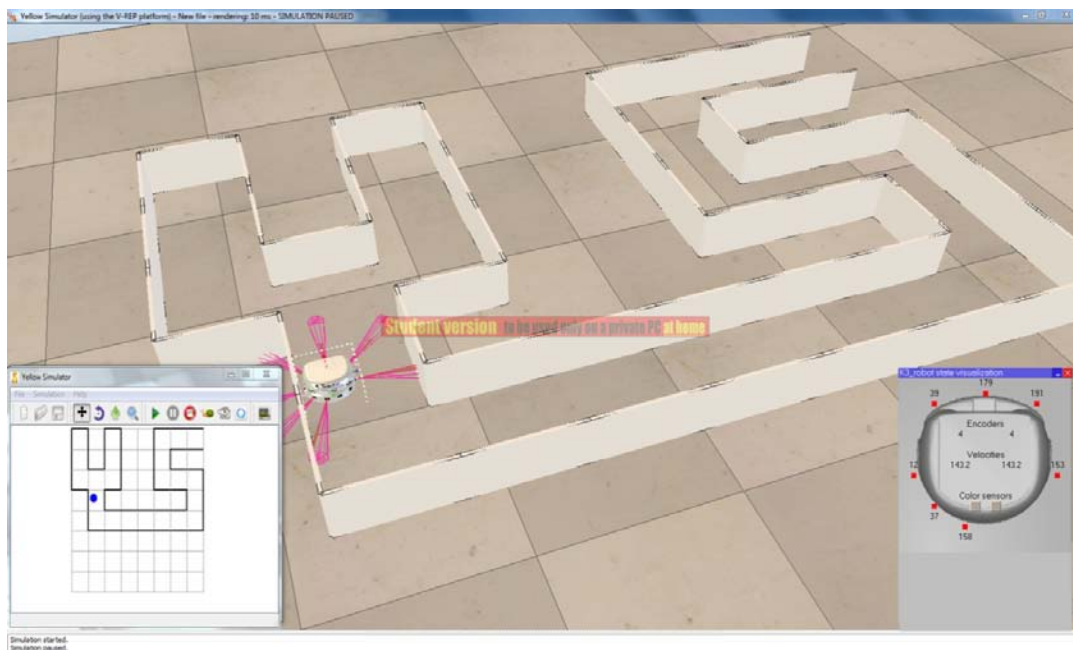 Yellow Simulator (using the V-REP platform) - New file - rendering: 10 ms - SIMULATION PAUSED
Student version to be used only on a private PC at home
Yellow Simulator
File Simulation Help
K3_robot state visualization
179
39 191
Encoders
4 4
Velocities
12 143.2 143.2 153
Color sensors
37
158
Simulation started.
Simulation paused.